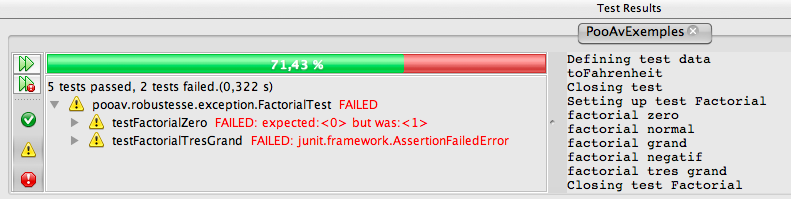 Test Results
PooAvExemples
71,43 %
5 tests passed, 2 tests failed.(0,322 s)
pooav.robustesse.exception.FactorialTest FAILED
testFactorialZero FAILED: expected:<0> but was:<1>
testFactorialTresGrand FAILED: junit.framework.AssertionFailedError
Defining test data
toFahrenheit
Closing test
Setting up test Factorial
factorial zero
factorial normal
factorial grand
factorial negatif
factorial tres grand
Closing test Factorial